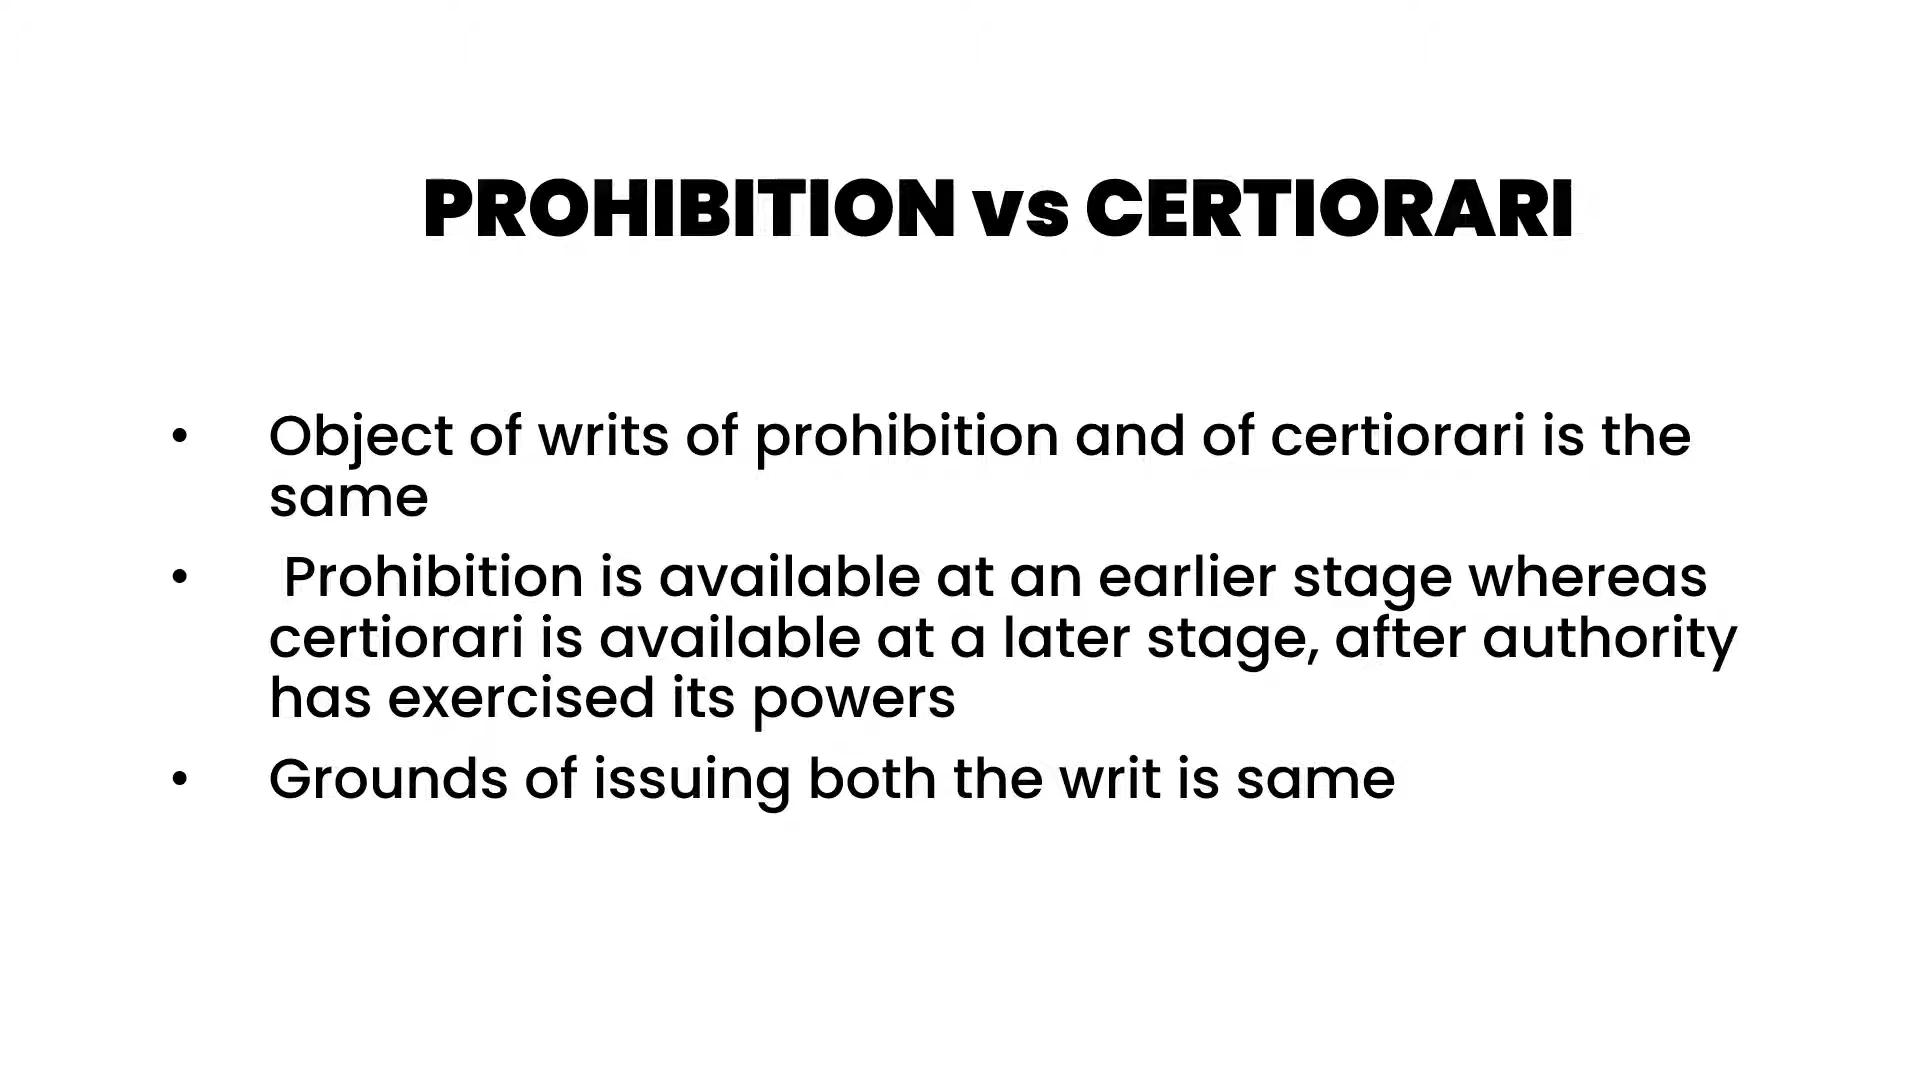 PROHIBITION vs CERTIORARI
• Object of writs of prohibition and of certiorari is the
same
• Prohibition is available at an earlier stage whereas
certiorari is available at a later stage, after authority
has exercised its powers
• Grounds of issuing both the writ is same